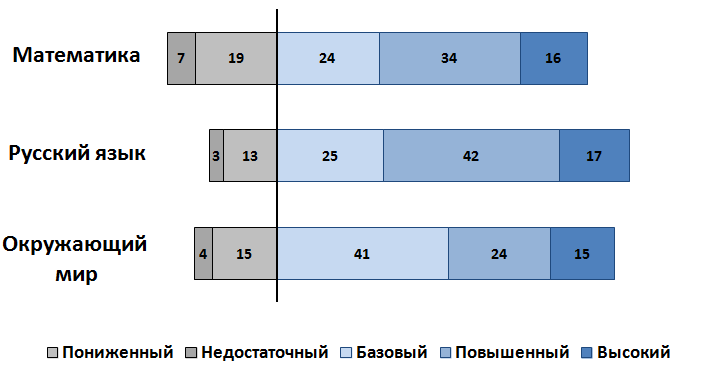 Математика
7 19 24 34 16
Русский язык
3 13 25 42 17
Окружающий
мир
4 15 41 24 15
Пониженный Недостаточный Базовый Повышенный Высокий